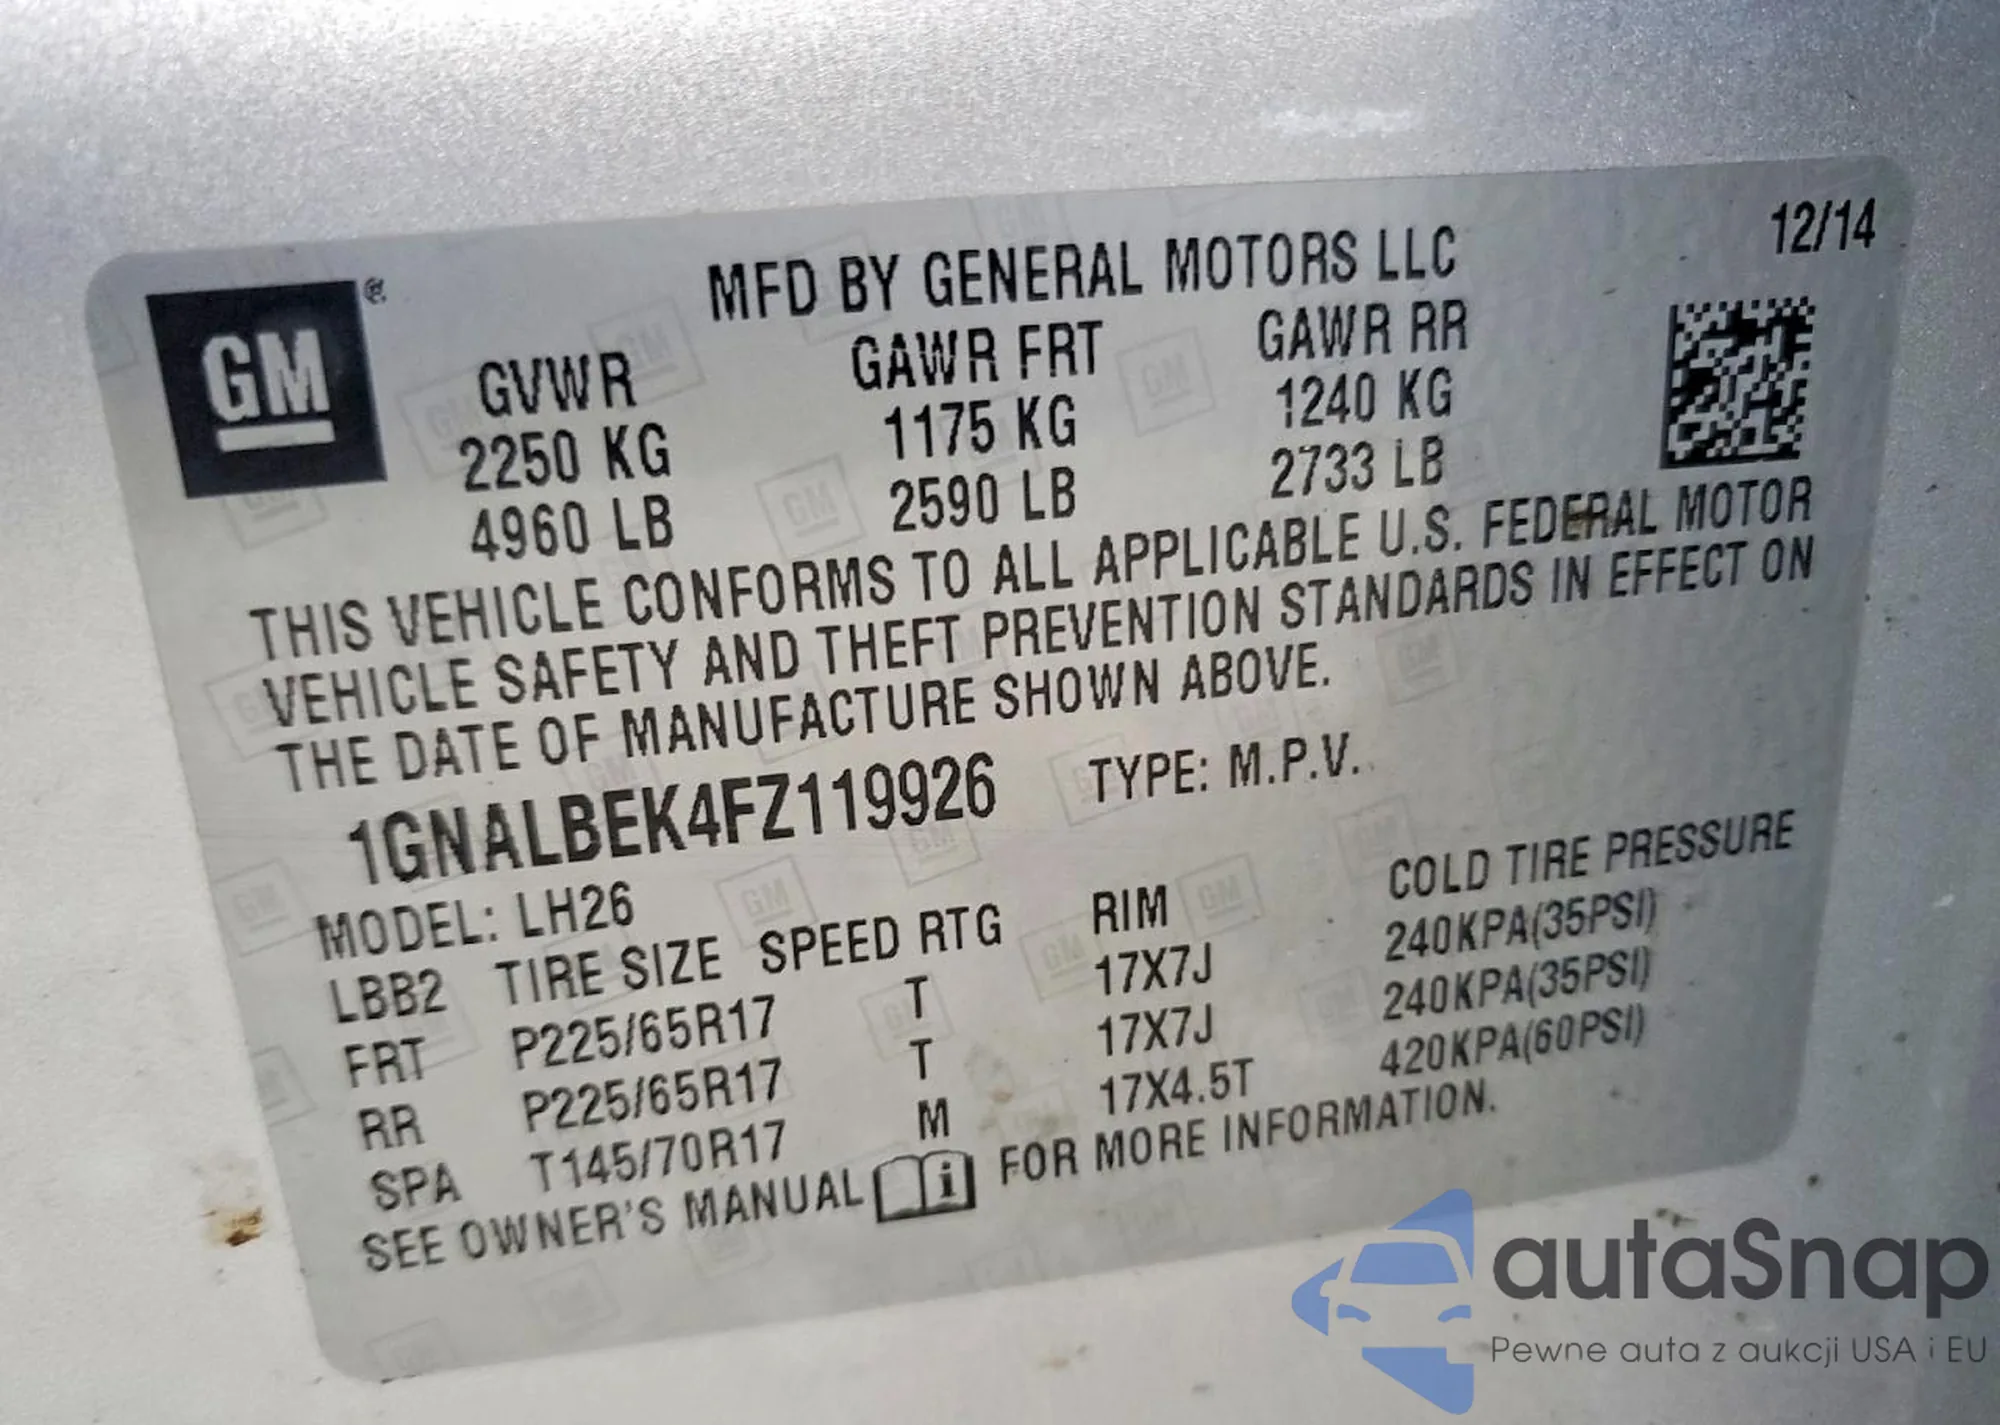 12/14
GM®
MFD BY GENERAL MOTORS LLC
GVWR GAWR FRT GAWR RR
2250 KG 1175 KG 1240 KG
4960 LB 2590 LB 2733 LB
THIS VEHICLE CONFORMS TO ALL APPLICABLE U.S. FEDERAL MOTOR
VEHICLE SAFETY AND THEFT PREVENTION STANDARDS IN EFFECT ON
THE DATE OF MANUFACTURE SHOWN ABOVE.
1GNALBEK4FZ119926 TYPE: M.P.V.
MODEL: LH26
LBB2 TIRE SIZE SPEED RTG RIM COLD TIRE PRESSURE
FRT P225/65R17 T 17X7J 240KPA(35PSI)
RR P225/65R17 T 17X7J 240KPA(35PSI)
SPA T145/70R17 M 17X4.5T 420KPA(60PSI)
SEE OWNER'S MANUAL i FOR MORE INFORMATION.
autaSnap
Pewne auta z aukcji USA i EU